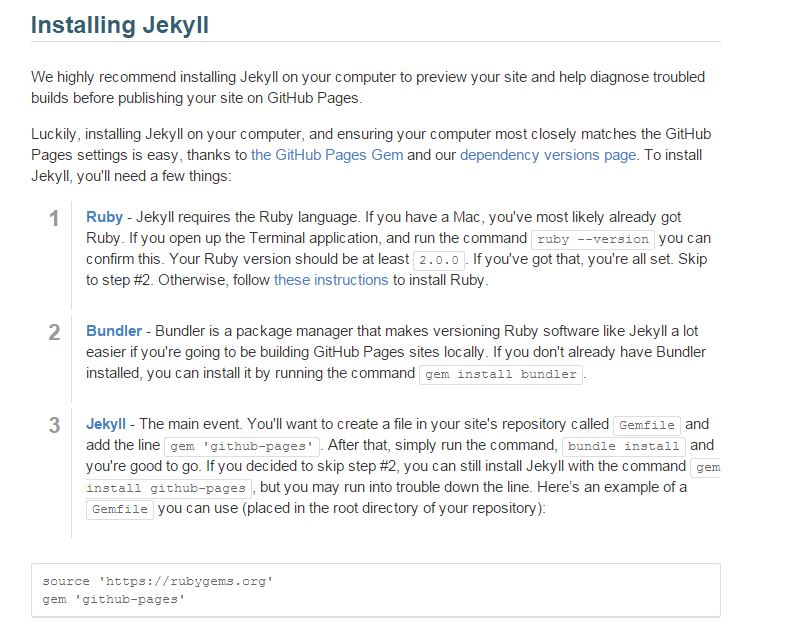 Installing Jekyll
We highly recommend installing Jekyll on your computer to preview your site and help diagnose troubled
builds before publishing your site on GitHub Pages.
Luckily, installing Jekyll on your computer, and ensuring your computer most closely matches the GitHub
Pages settings is easy, thanks to the GitHub Pages Gem and our dependency versions page. To install
Jekyll, you'll need a few things:
1 Ruby - Jekyll requires the Ruby language. If you have a Mac, you've most likely already got
Ruby. If you open up the Terminal application, and run the command ruby --version you can
confirm this. Your Ruby version should be at least 2.0.0 . If you've got that, you're all set. Skip
to step #2. Otherwise, follow these instructions to install Ruby.
2 Bundler - Bundler is a package manager that makes versioning Ruby software like Jekyll a lot
easier if you're going to be building GitHub Pages sites locally. If you don't already have Bundler
installed, you can install it by running the command gem install bundler .
3 Jekyll - The main event. You'll want to create a file in your site's repository called Gemfile and
add the line gem 'github-pages' . After that, simply run the command, bundle install and
you're good to go. If you decided to skip step #2, you can still install Jekyll with the command gem
install github-pages , but you may run into trouble down the line. Here's an example of a
Gemfile you can use (placed in the root directory of your repository):
source 'https://rubygems.org'
gem 'github-pages'